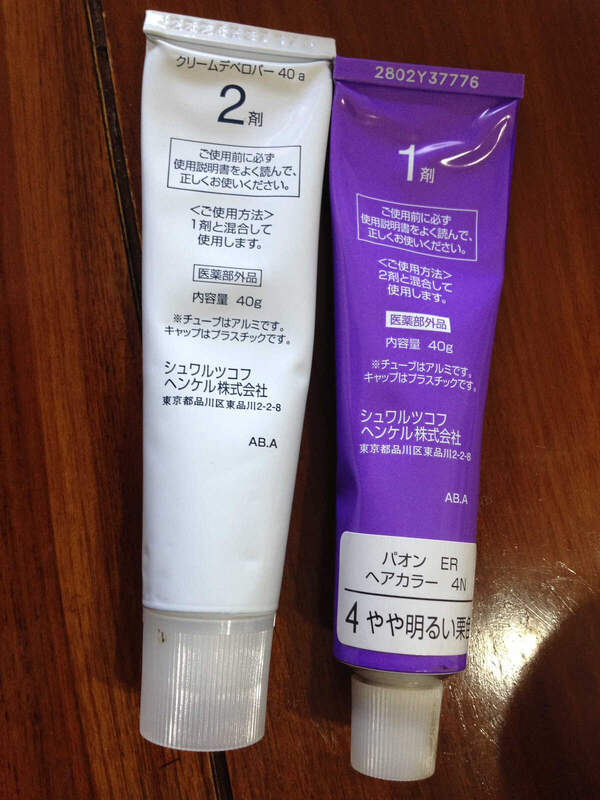 クリームデベロパー 40a
2剤
ご使用前に必ず
使用説明書をよく読んで、
正しくお使いください。
<ご使用方法>
1剤と混合して
使用します。
医薬部外品
内容量 40g
※チューブはアルミです。
キャップはプラスチックです。
シュワルツコフ
ヘンケル株式会社
東京都品川区東品川2-2-8
AB.A
2802Y37776
1剤
ご使用前に必ず
使用説明書をよく読んで、
正しくお使いください。
<ご使用方法>
2剤と混合して
使用します。
医薬部外品
内容量 40g
※チューブはアルミです。
キャップはプラスチックです。
シュワルツコフ
ヘンケル株式会社
東京都品川区東品川2-2-8
AB.A
パオン ER
ヘアカラー 4N
4 やや明るい栗色